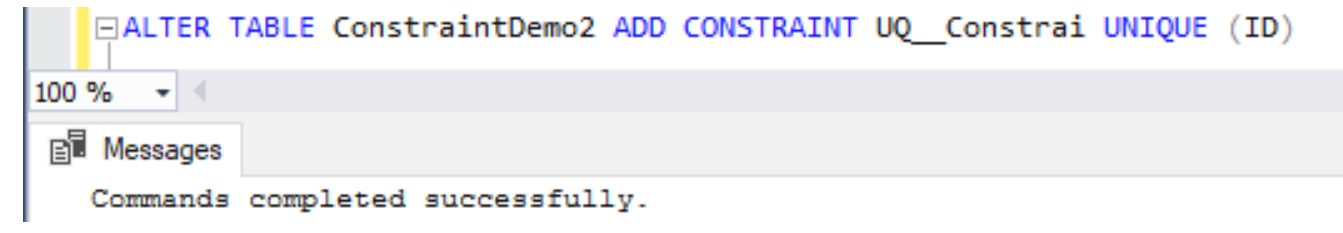 ALTER TABLE ConstraintDemo2 ADD CONSTRAINT UQ__Constrai UNIQUE (ID)
100 %
Messages
Commands completed successfully.